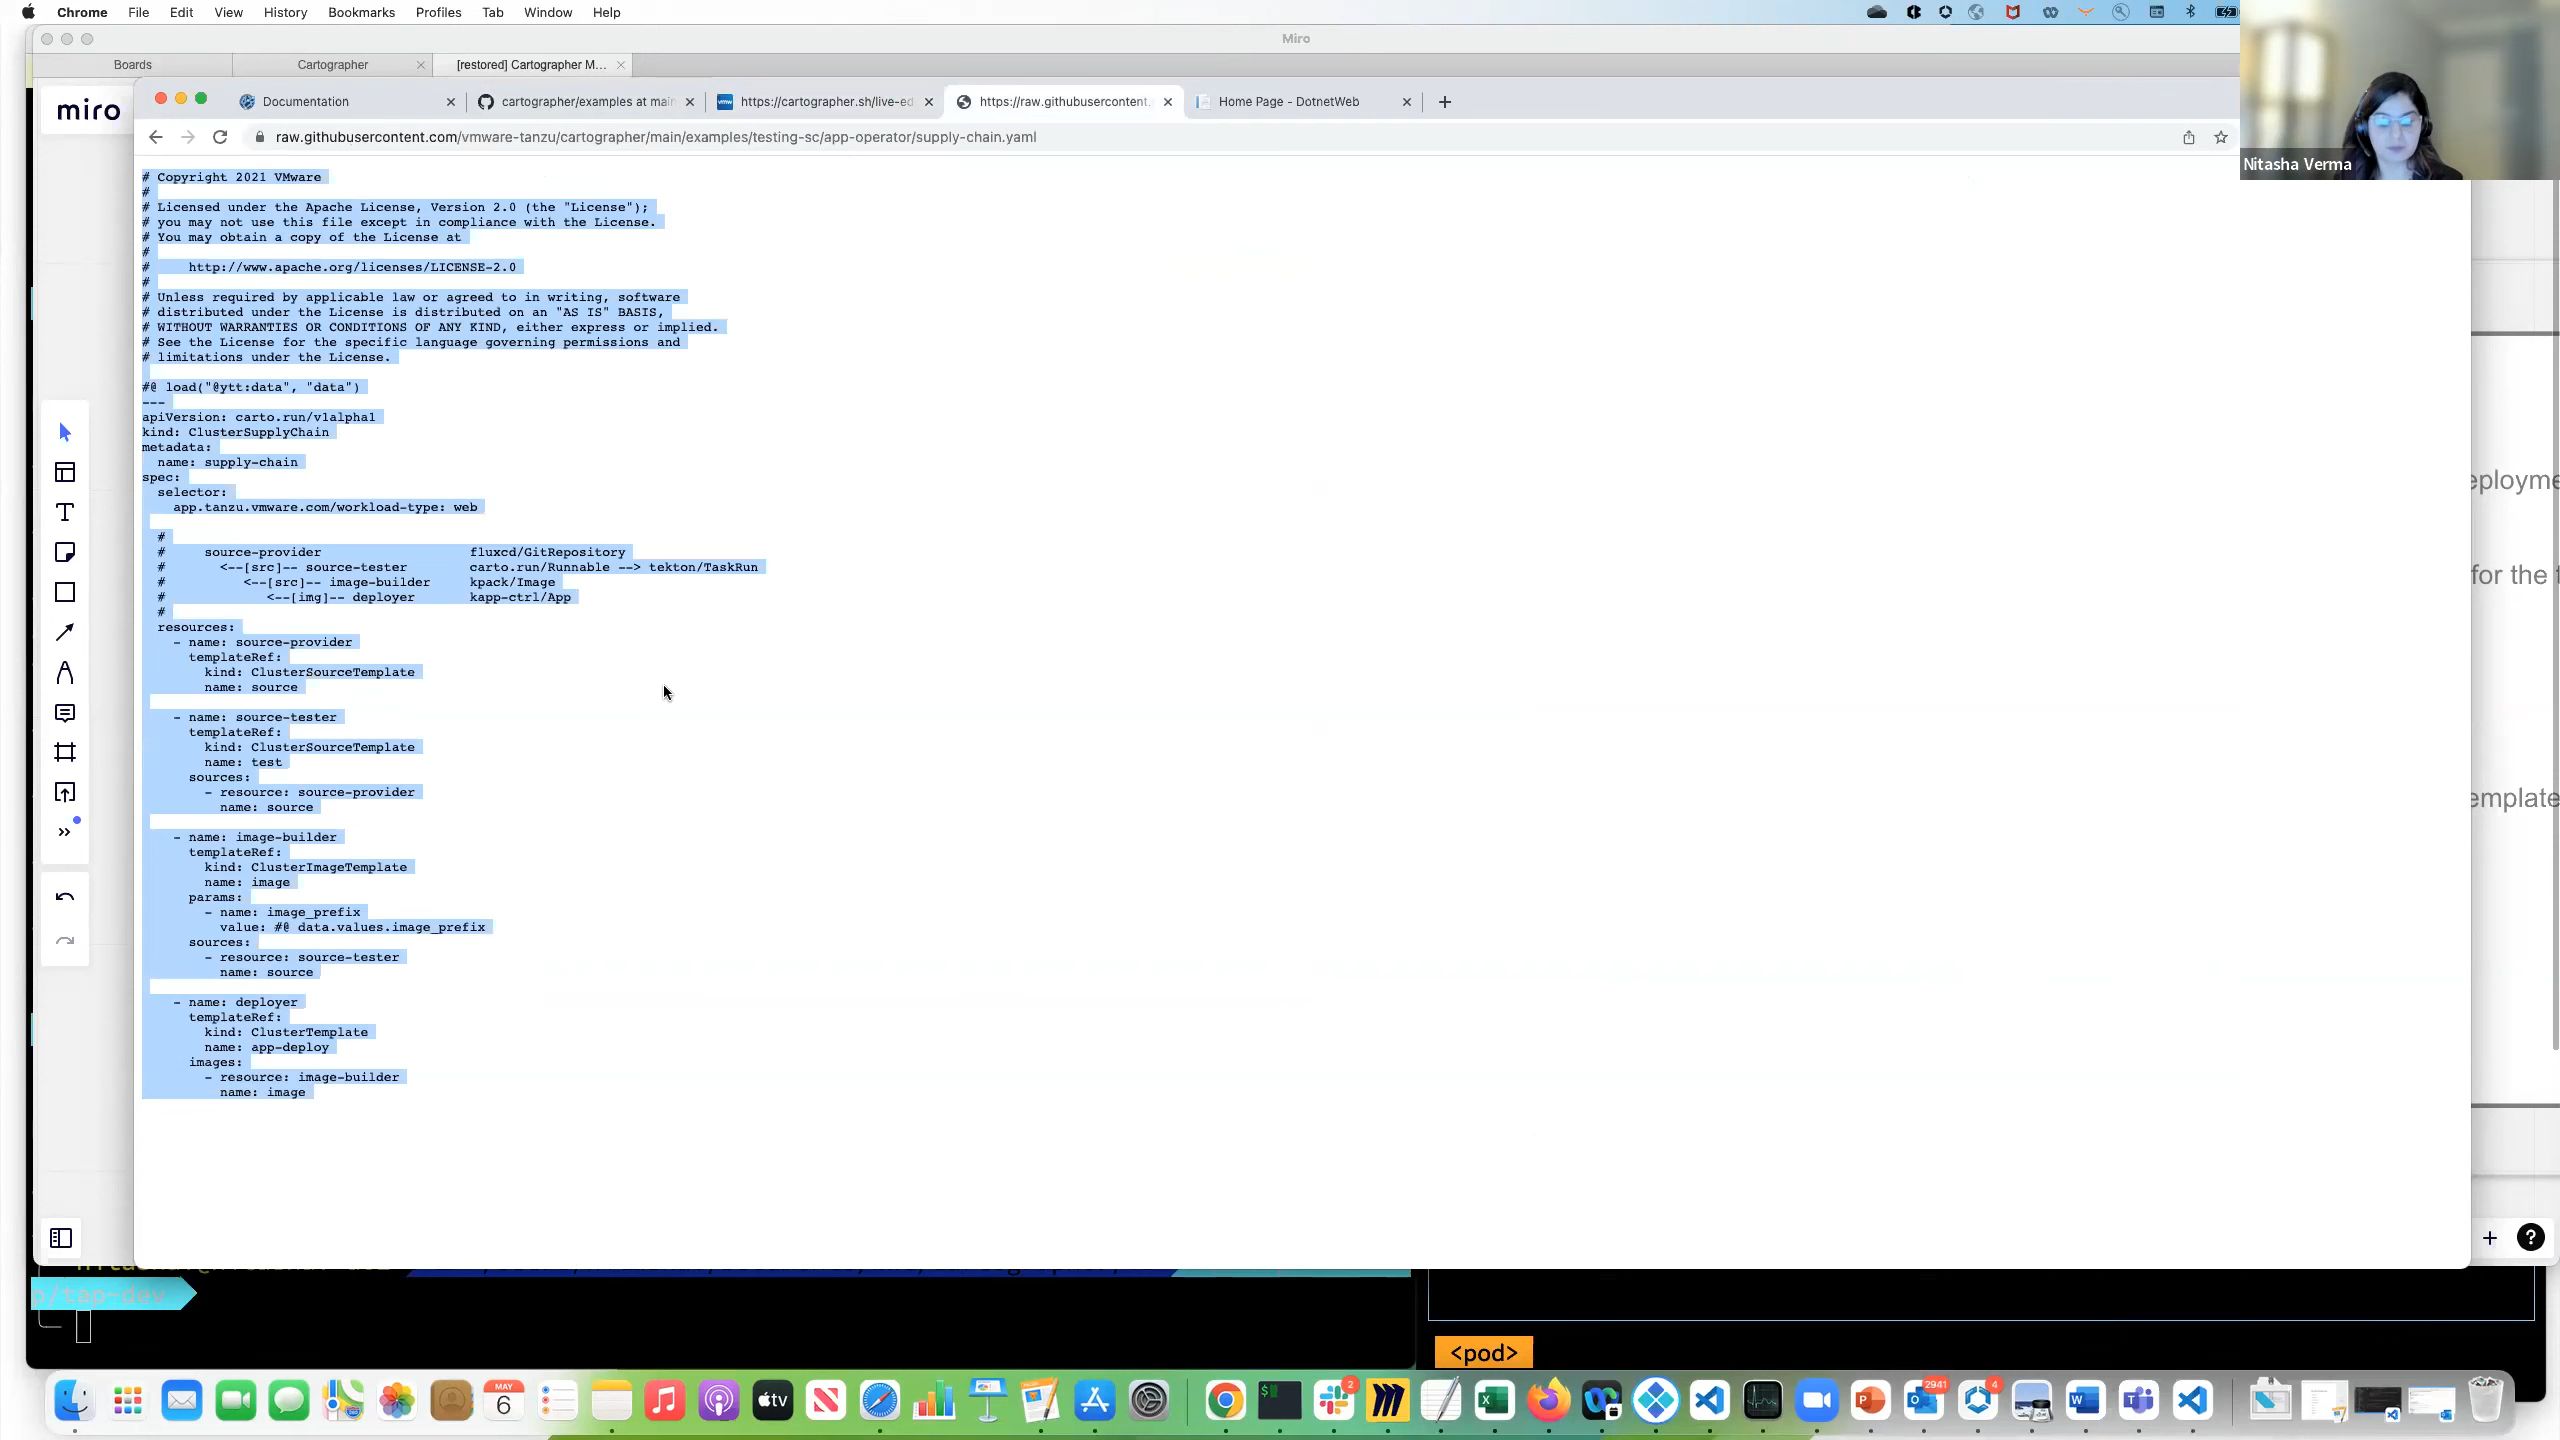 Chrome File Edit View History Bookmarks Profiles Tab Window Help
Miro
Boards Cartographer [restored] Cartographer M...
miro
Documentation cartographer/examples at main https://cartographer.sh/live-ed https://raw.githubusercontent. Home Page - DotnetWeb
raw.githubusercontent.com/vmware-tanzu/cartographer/main/examples/testing-sc/app-operator/supply-chain.yaml
Nitasha Verma
# Copyright 2021 VMware
#
# Licensed under the Apache License, Version 2.0 (the "License");
# you may not use this file except in compliance with the License.
# You may obtain a copy of the License at
#
#     http://www.apache.org/licenses/LICENSE-2.0
#
# Unless required by applicable law or agreed to in writing, software
# distributed under the License is distributed on an "AS IS" BASIS,
# WITHOUT WARRANTIES OR CONDITIONS OF ANY KIND, either express or implied.
# See the License for the specific language governing permissions and
# limitations under the License.
#@ load("@ytt:data", "data")
---
apiVersion: carto.run/v1alpha1
kind: ClusterSupplyChain
metadata:
  name: supply-chain
spec:
  selector:
    app.tanzu.vmware.com/workload-type: web
  #
  #     source-provider                   fluxcd/GitRepository
  #       <--[src]-- source-tester        carto.run/Runnable --> tekton/TaskRun
  #          <--[src]-- image-builder     kpack/Image
  #             <--[img]-- deployer       kapp-ctrl/App
  #
  resources:
    - name: source-provider
      templateRef:
        kind: ClusterSourceTemplate
        name: source
    - name: source-tester
      templateRef:
        kind: ClusterSourceTemplate
        name: test
      sources:
        - resource: source-provider
          name: source
    - name: image-builder
      templateRef:
        kind: ClusterImageTemplate
        name: image
      params:
        - name: image_prefix
          value: #@ data.values.image_prefix
      sources:
        - resource: source-tester
          name: source
    - name: deployer
      templateRef:
        kind: ClusterTemplate
        name: app-deploy
      images:
        - resource: image-builder
          name: image
eployme
for the t
emplate
/tap-dev
<pod>
MAY
6
tv
2
2941
4